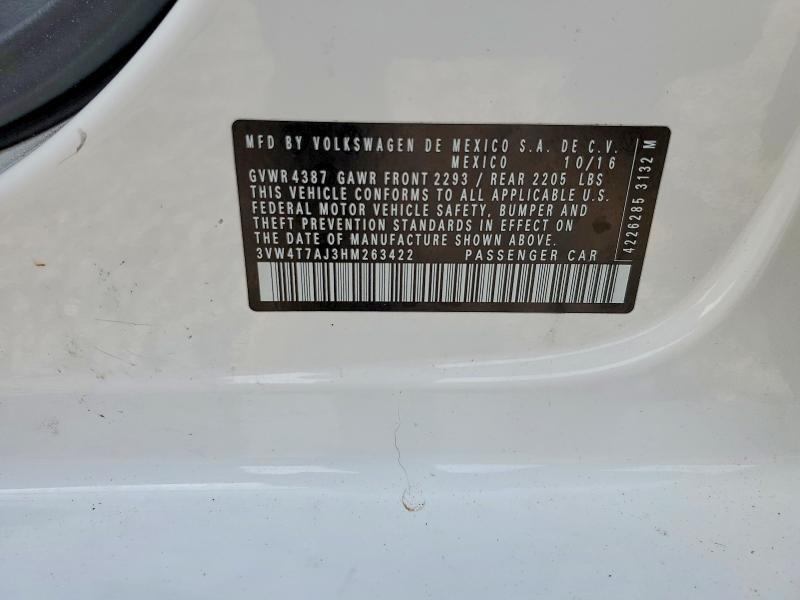 MFD BY VOLKSWAGEN DE MEXICO S.A. DE C.V.
MEXICO 10/16
GVWR 4387 GAWR FRONT 2293 / REAR 2205 LBS
THIS VEHICLE CONFORMS TO ALL APPLICABLE U.S.
FEDERAL MOTOR VEHICLE SAFETY, BUMPER AND
THEFT PREVENTION STANDARDS IN EFFECT ON
THE DATE OF MANUFACTURE SHOWN ABOVE.
3VW4T7AJ3HM263422 PASSENGER CAR
4226285 3132 M